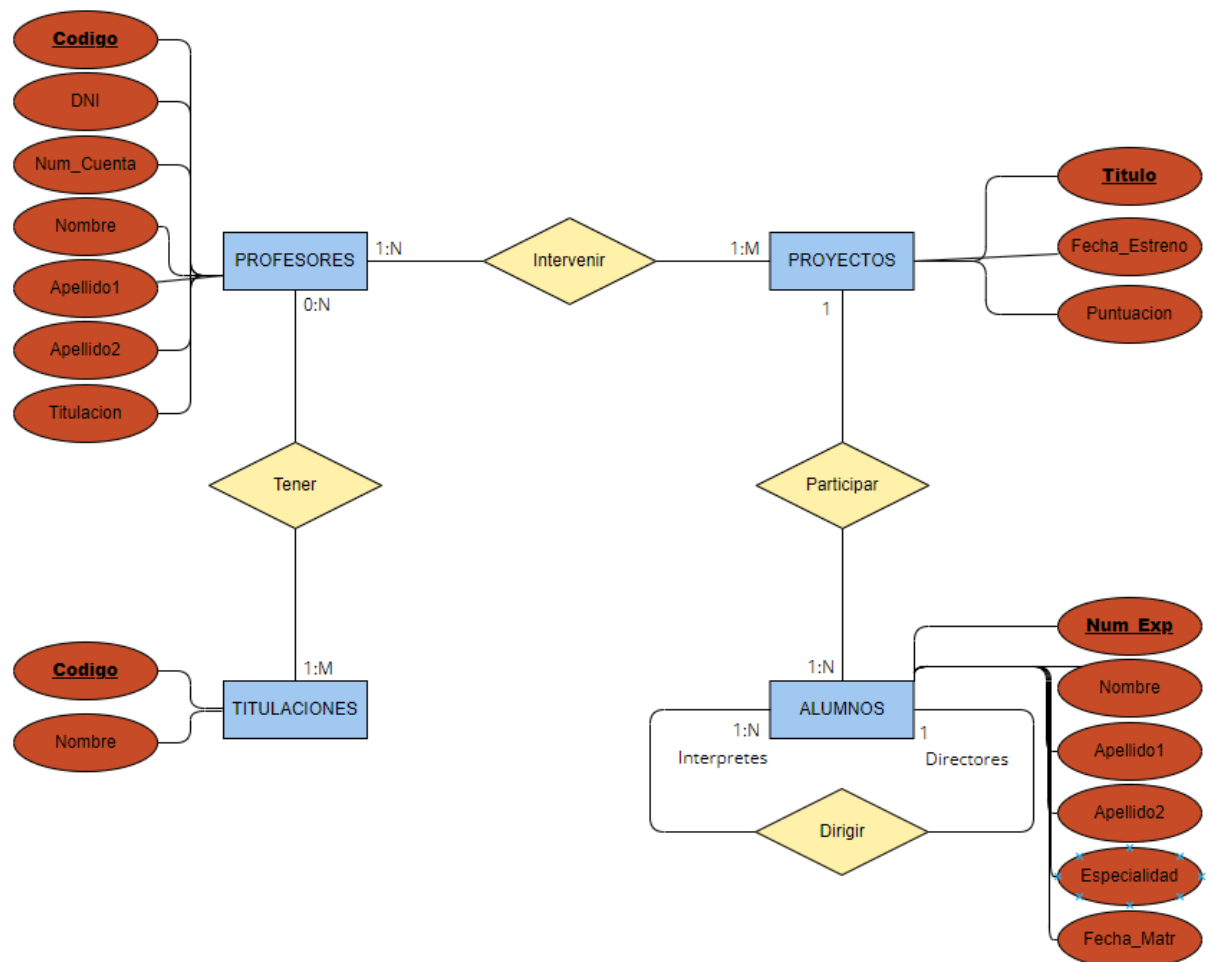 Codigo
DNI
Num_Cuenta
Nombre
Apellido1
Apellido2
Titulacion
PROFESORES
1:N
0:N
Intervenir
1:M
PROYECTOS
1
Titulo
Fecha_Estreno
Puntuacion
Tener
Participar
1:M
TITULACIONES
Codigo
Nombre
1:N
ALUMNOS
1:N
Interpretes
1
Directores
Dirigir
Num_Exp
Nombre
Apellido1
Apellido2
Especialidad
Fecha_Matr